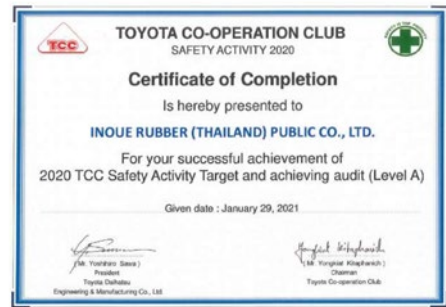 TCC
TOYOTA CO-OPERATION CLUB
SAFETY ACTIVITY 2020
Certificate of Completion
Is hereby presented to
INOUE RUBBER (THAILAND) PUBLIC CO., LTD.
For your successful achievement of
2020 TCC Safety Activity Target and achieving audit (Level A)
Given date : January 29, 2021
(Mr. Yoshihiro Sawa)
President
Toyota Daihatsu
Engineering & Manufacturing Co., Ltd.
(Mr. Yongkiat Kitaphanich)
Chairman
Toyota Co-operation Club